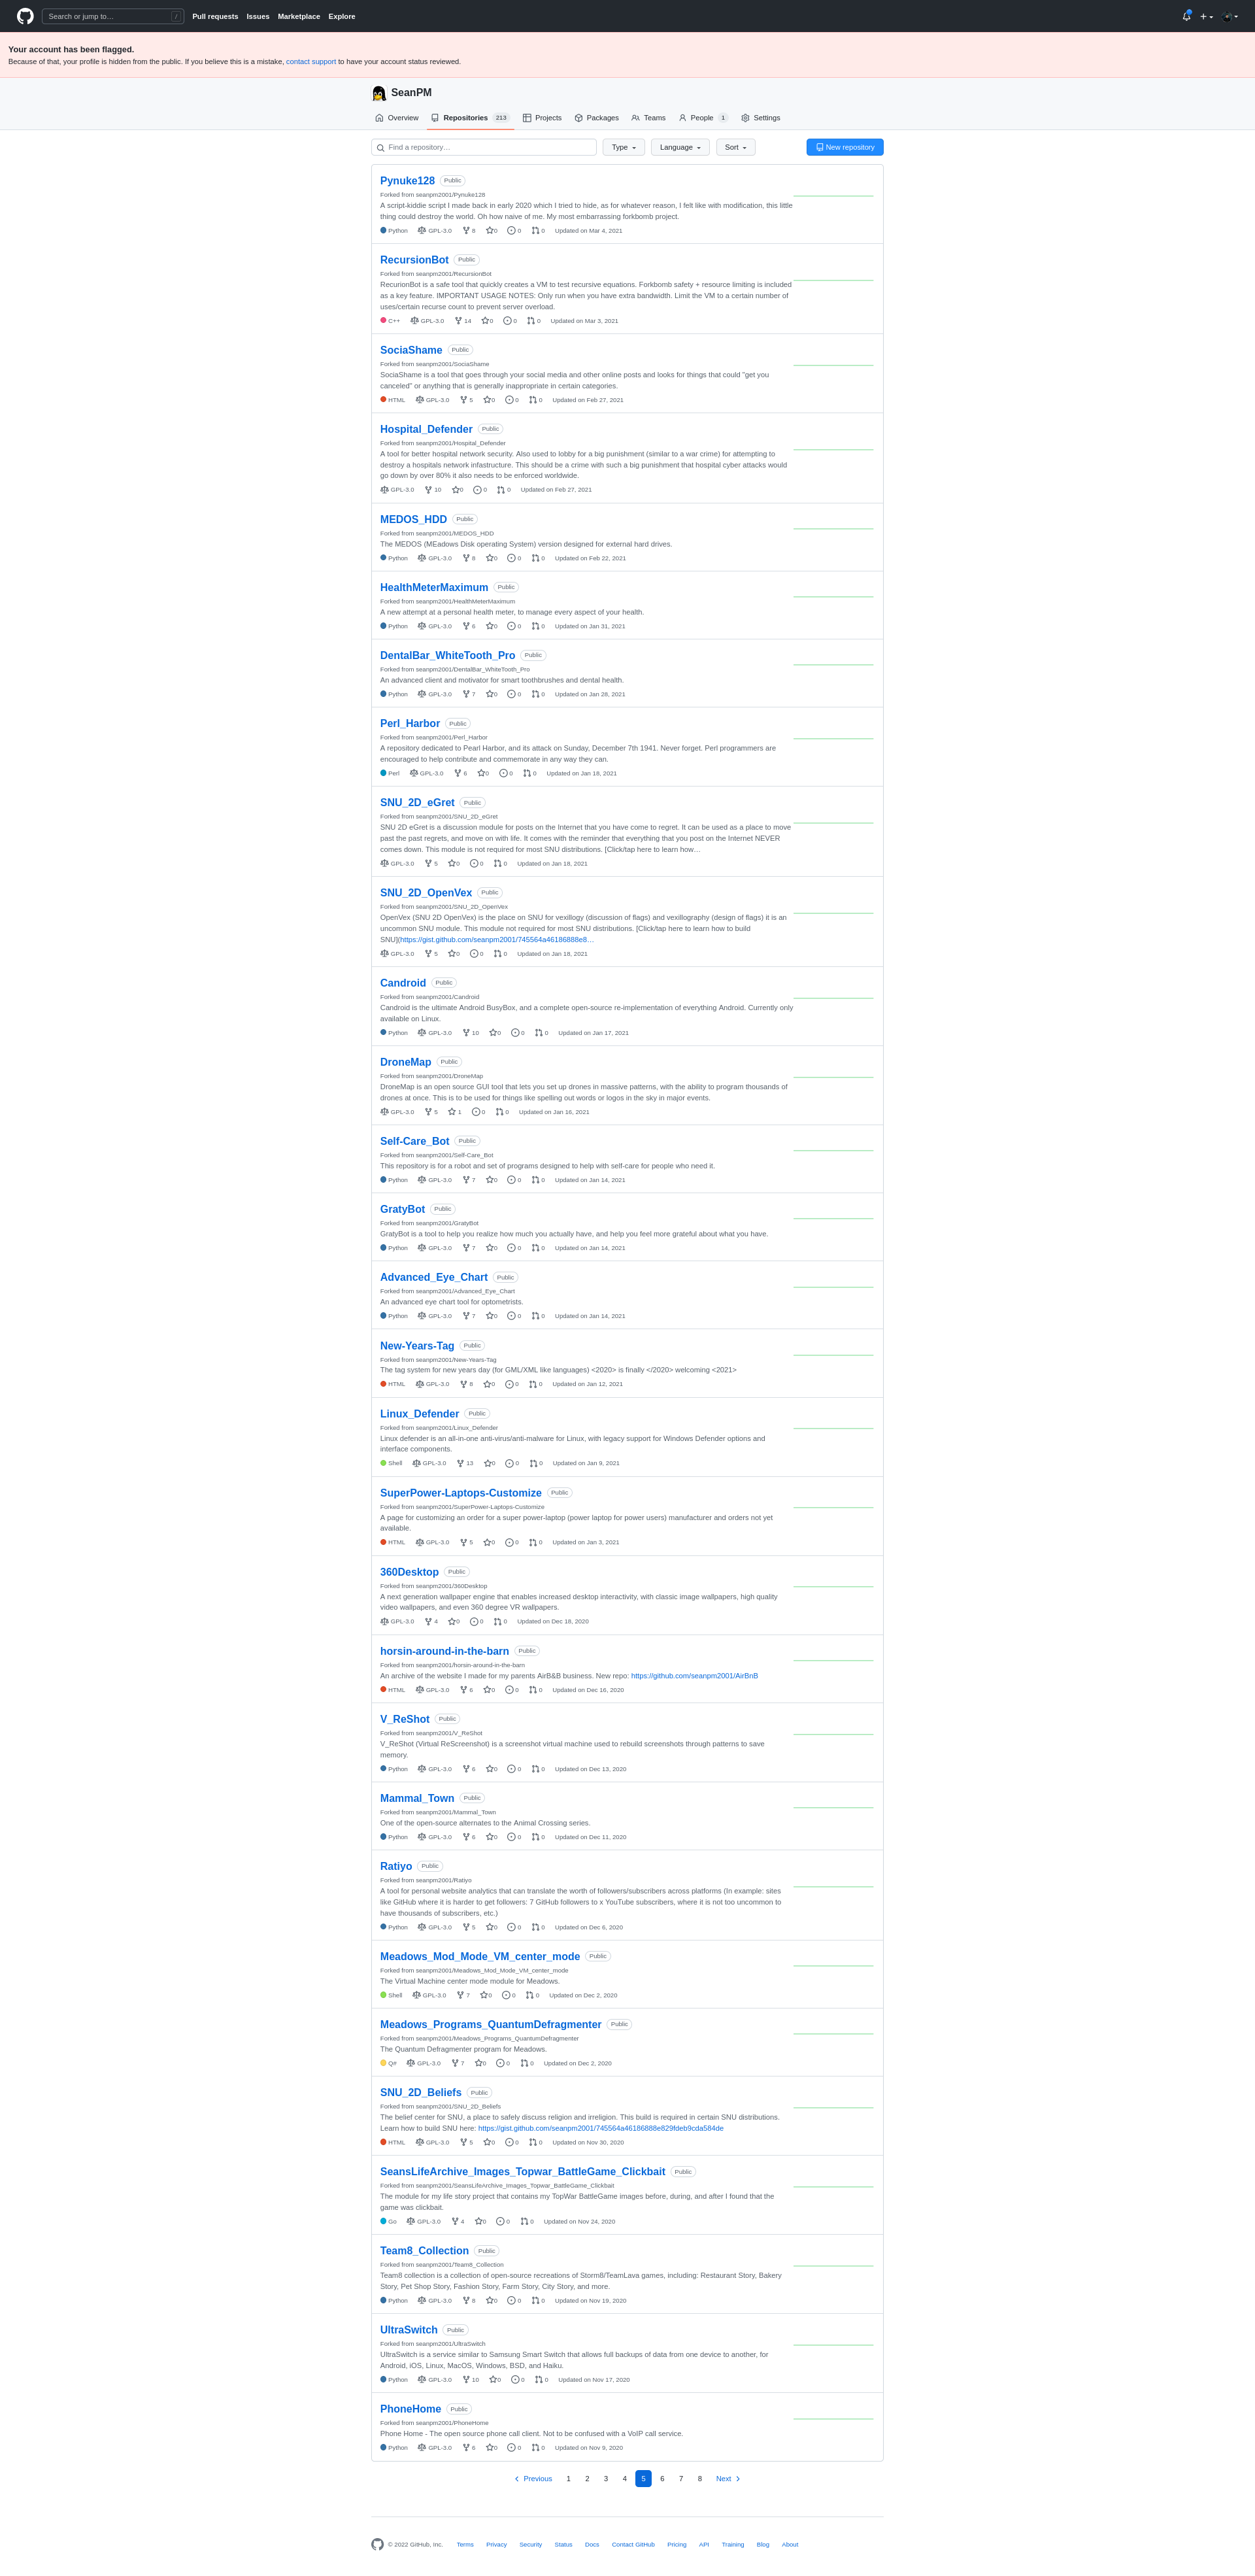 Search or jump to… /
Pull requests Issues Marketplace Explore
Your account has been flagged.
Because of that, your profile is hidden from the public. If you believe this is a mistake, contact support to have your account status reviewed.
SeanPM
Overview Repositories 213 Projects Packages Teams People 1 Settings
Find a repository… Type Language Sort New repository
Pynuke128 Public
Forked from seanpm2001/Pynuke128
A script-kiddie script I made back in early 2020 which I tried to hide, as for whatever reason, I felt like with modification, this little
thing could destroy the world. Oh how naive of me. My most embarrassing forkbomb project.
Python GPL-3.0 8 0 0 0 Updated on Mar 4, 2021
RecursionBot Public
Forked from seanpm2001/RecursionBot
RecurionBot is a safe tool that quickly creates a VM to test recursive equations. Forkbomb safety + resource limiting is included
as a key feature. IMPORTANT USAGE NOTES: Only run when you have extra bandwidth. Limit the VM to a certain number of
uses/certain recurse count to prevent server overload.
C++ GPL-3.0 14 0 0 0 Updated on Mar 3, 2021
SociaShame Public
Forked from seanpm2001/SociaShame
SociaShame is a tool that goes through your social media and other online posts and looks for things that could "get you
canceled" or anything that is generally inappropriate in certain categories.
HTML GPL-3.0 5 0 0 0 Updated on Feb 27, 2021
Hospital_Defender Public
Forked from seanpm2001/Hospital_Defender
A tool for better hospital network security. Also used to lobby for a big punishment (similar to a war crime) for attempting to
destroy a hospitals network infastructure. This should be a crime with such a big punishment that hospital cyber attacks would
go down by over 80% it also needs to be enforced worldwide.
GPL-3.0 10 0 0 0 Updated on Feb 27, 2021
MEDOS_HDD Public
Forked from seanpm2001/MEDOS_HDD
The MEDOS (MEadows Disk operating System) version designed for external hard drives.
Python GPL-3.0 8 0 0 0 Updated on Feb 22, 2021
HealthMeterMaximum Public
Forked from seanpm2001/HealthMeterMaximum
A new attempt at a personal health meter, to manage every aspect of your health.
Python GPL-3.0 6 0 0 0 Updated on Jan 31, 2021
DentalBar_WhiteTooth_Pro Public
Forked from seanpm2001/DentalBar_WhiteTooth_Pro
An advanced client and motivator for smart toothbrushes and dental health.
Python GPL-3.0 7 0 0 0 Updated on Jan 28, 2021
Perl_Harbor Public
Forked from seanpm2001/Perl_Harbor
A repository dedicated to Pearl Harbor, and its attack on Sunday, December 7th 1941. Never forget. Perl programmers are
encouraged to help contribute and commemorate in any way they can.
Perl GPL-3.0 6 0 0 0 Updated on Jan 18, 2021
SNU_2D_eGret Public
Forked from seanpm2001/SNU_2D_eGret
SNU 2D eGret is a discussion module for posts on the Internet that you have come to regret. It can be used as a place to move
past the past regrets, and move on with life. It comes with the reminder that everything that you post on the Internet NEVER
comes down. This module is not required for most SNU distributions. [Click/tap here to learn how…
GPL-3.0 5 0 0 0 Updated on Jan 18, 2021
SNU_2D_OpenVex Public
Forked from seanpm2001/SNU_2D_OpenVex
OpenVex (SNU 2D OpenVex) is the place on SNU for vexillogy (discussion of flags) and vexillography (design of flags) it is an
uncommon SNU module. This module not required for most SNU distributions. [Click/tap here to learn how to build
SNU](https://gist.github.com/seanpm2001/745564a46186888e8…
GPL-3.0 5 0 0 0 Updated on Jan 18, 2021
Candroid Public
Forked from seanpm2001/Candroid
Candroid is the ultimate Android BusyBox, and a complete open-source re-implementation of everything Android. Currently only
available on Linux.
Python GPL-3.0 10 0 0 0 Updated on Jan 17, 2021
DroneMap Public
Forked from seanpm2001/DroneMap
DroneMap is an open source GUI tool that lets you set up drones in massive patterns, with the ability to program thousands of
drones at once. This is to be used for things like spelling out words or logos in the sky in major events.
GPL-3.0 5 1 0 0 Updated on Jan 16, 2021
Self-Care_Bot Public
Forked from seanpm2001/Self-Care_Bot
This repository is for a robot and set of programs designed to help with self-care for people who need it.
Python GPL-3.0 7 0 0 0 Updated on Jan 14, 2021
GratyBot Public
Forked from seanpm2001/GratyBot
GratyBot is a tool to help you realize how much you actually have, and help you feel more grateful about what you have.
Python GPL-3.0 7 0 0 0 Updated on Jan 14, 2021
Advanced_Eye_Chart Public
Forked from seanpm2001/Advanced_Eye_Chart
An advanced eye chart tool for optometrists.
Python GPL-3.0 7 0 0 0 Updated on Jan 14, 2021
New-Years-Tag Public
Forked from seanpm2001/New-Years-Tag
The tag system for new years day (for GML/XML like languages) <2020> is finally </2020> welcoming <2021>
HTML GPL-3.0 8 0 0 0 Updated on Jan 12, 2021
Linux_Defender Public
Forked from seanpm2001/Linux_Defender
Linux defender is an all-in-one anti-virus/anti-malware for Linux, with legacy support for Windows Defender options and
interface components.
Shell GPL-3.0 13 0 0 0 Updated on Jan 9, 2021
SuperPower-Laptops-Customize Public
Forked from seanpm2001/SuperPower-Laptops-Customize
A page for customizing an order for a super power-laptop (power laptop for power users) manufacturer and orders not yet
available.
HTML GPL-3.0 5 0 0 0 Updated on Jan 3, 2021
360Desktop Public
Forked from seanpm2001/360Desktop
A next generation wallpaper engine that enables increased desktop interactivity, with classic image wallpapers, high quality
video wallpapers, and even 360 degree VR wallpapers.
GPL-3.0 4 0 0 0 Updated on Dec 18, 2020
horsin-around-in-the-barn Public
Forked from seanpm2001/horsin-around-in-the-barn
An archive of the website I made for my parents AirB&B business. New repo: https://github.com/seanpm2001/AirBnB
HTML GPL-3.0 6 0 0 0 Updated on Dec 16, 2020
V_ReShot Public
Forked from seanpm2001/V_ReShot
V_ReShot (Virtual ReScreenshot) is a screenshot virtual machine used to rebuild screenshots through patterns to save
memory.
Python GPL-3.0 6 0 0 0 Updated on Dec 13, 2020
Mammal_Town Public
Forked from seanpm2001/Mammal_Town
One of the open-source alternates to the Animal Crossing series.
Python GPL-3.0 6 0 0 0 Updated on Dec 11, 2020
Ratiyo Public
Forked from seanpm2001/Ratiyo
A tool for personal website analytics that can translate the worth of followers/subscribers across platforms (In example: sites
like GitHub where it is harder to get followers: 7 GitHub followers to x YouTube subscribers, where it is not too uncommon to
have thousands of subscribers, etc.)
Python GPL-3.0 5 0 0 0 Updated on Dec 6, 2020
Meadows_Mod_Mode_VM_center_mode Public
Forked from seanpm2001/Meadows_Mod_Mode_VM_center_mode
The Virtual Machine center mode module for Meadows.
Shell GPL-3.0 7 0 0 0 Updated on Dec 2, 2020
Meadows_Programs_QuantumDefragmenter Public
Forked from seanpm2001/Meadows_Programs_QuantumDefragmenter
The Quantum Defragmenter program for Meadows.
Q# GPL-3.0 7 0 0 0 Updated on Dec 2, 2020
SNU_2D_Beliefs Public
Forked from seanpm2001/SNU_2D_Beliefs
The belief center for SNU, a place to safely discuss religion and irreligion. This build is required in certain SNU distributions.
Learn how to build SNU here: https://gist.github.com/seanpm2001/745564a46186888e829fdeb9cda584de
HTML GPL-3.0 5 0 0 0 Updated on Nov 30, 2020
SeansLifeArchive_Images_Topwar_BattleGame_Clickbait Public
Forked from seanpm2001/SeansLifeArchive_Images_Topwar_BattleGame_Clickbait
The module for my life story project that contains my TopWar BattleGame images before, during, and after I found that the
game was clickbait.
Go GPL-3.0 4 0 0 0 Updated on Nov 24, 2020
Team8_Collection Public
Forked from seanpm2001/Team8_Collection
Team8 collection is a collection of open-source recreations of Storm8/TeamLava games, including: Restaurant Story, Bakery
Story, Pet Shop Story, Fashion Story, Farm Story, City Story, and more.
Python GPL-3.0 8 0 0 0 Updated on Nov 19, 2020
UltraSwitch Public
Forked from seanpm2001/UltraSwitch
UltraSwitch is a service similar to Samsung Smart Switch that allows full backups of data from one device to another, for
Android, iOS, Linux, MacOS, Windows, BSD, and Haiku.
Python GPL-3.0 10 0 0 0 Updated on Nov 17, 2020
PhoneHome Public
Forked from seanpm2001/PhoneHome
Phone Home - The open source phone call client. Not to be confused with a VoIP call service.
Python GPL-3.0 6 0 0 0 Updated on Nov 9, 2020
Previous 1 2 3 4 5 6 7 8 Next
© 2022 GitHub, Inc. Terms Privacy Security Status Docs Contact GitHub Pricing API Training Blog About